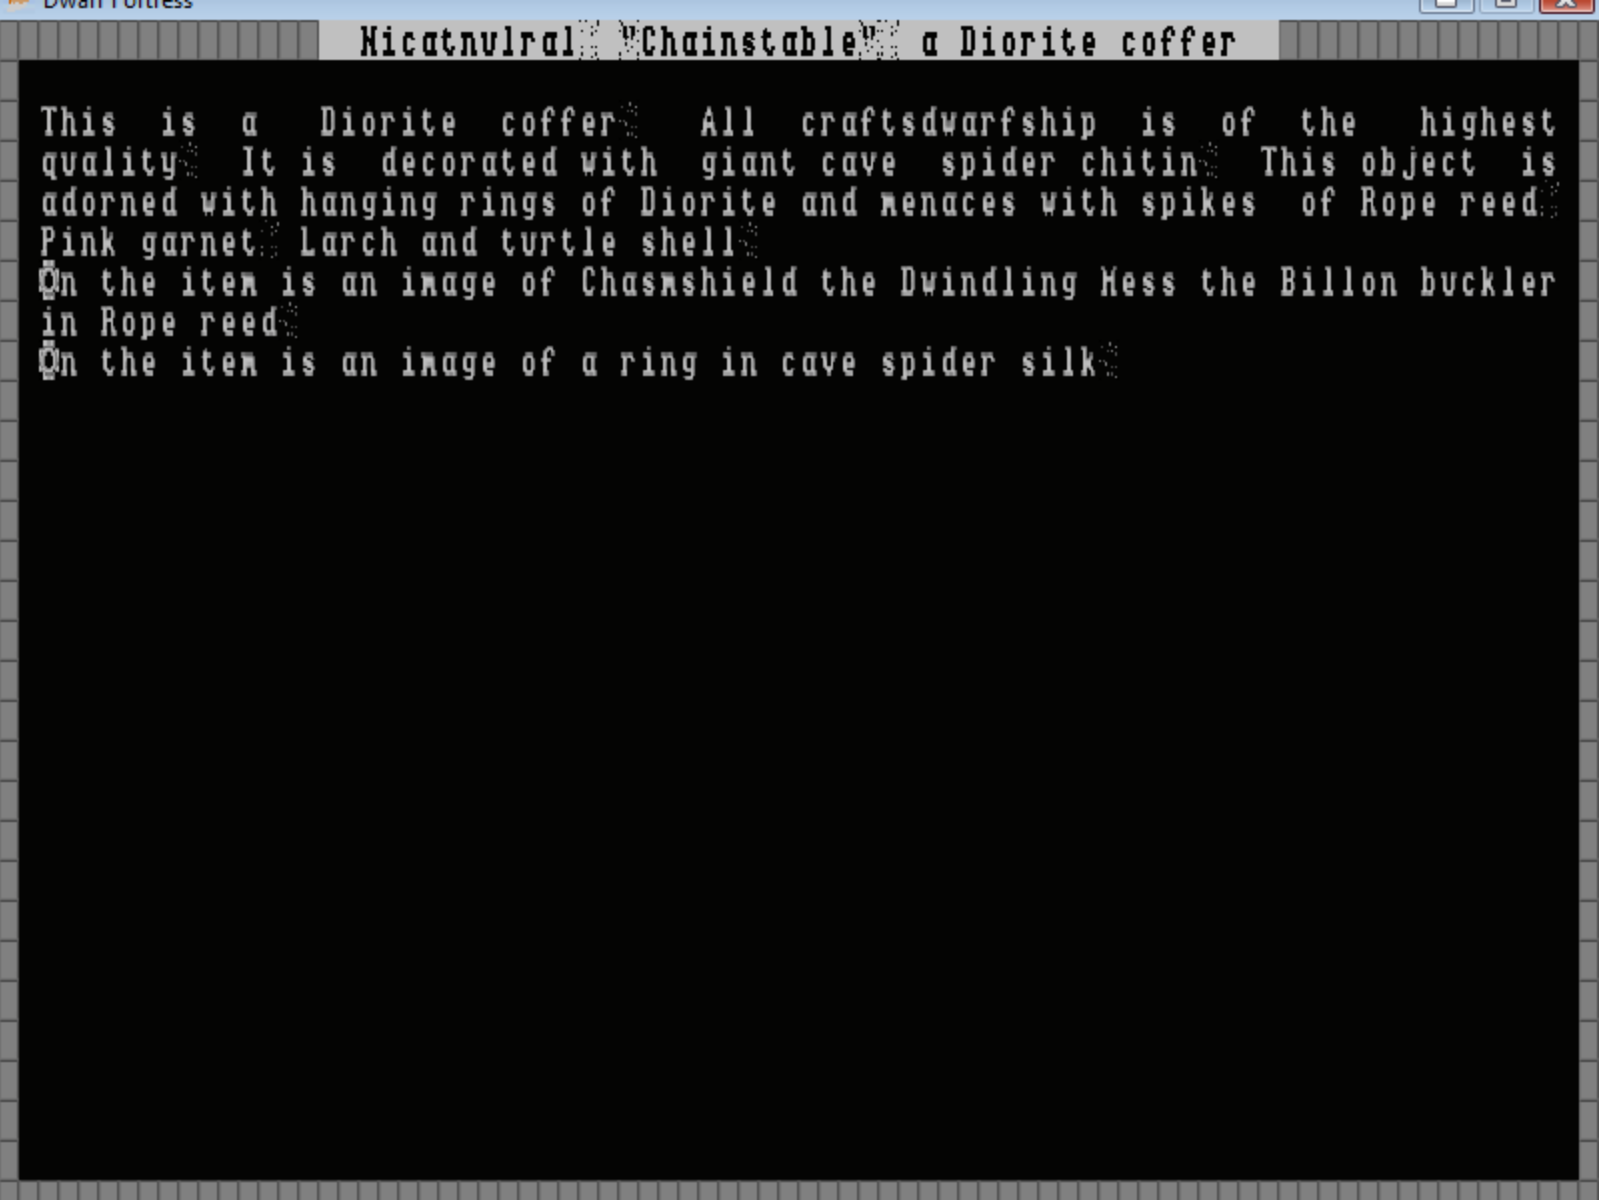 Dwarf Fortress
Nicatnulral, "Chainstable", a Diorite coffer
This is a Diorite coffer. All craftsdwarfship is of the highest
quality. It is decorated with giant cave spider chitin. This object is
adorned with hanging rings of Diorite and menaces with spikes of Rope reed,
Pink garnet, Larch and turtle shell.
On the item is an image of Chasmshield the Dwindling Mess the Billon buckler
in Rope reed.
On the item is an image of a ring in cave spider silk.